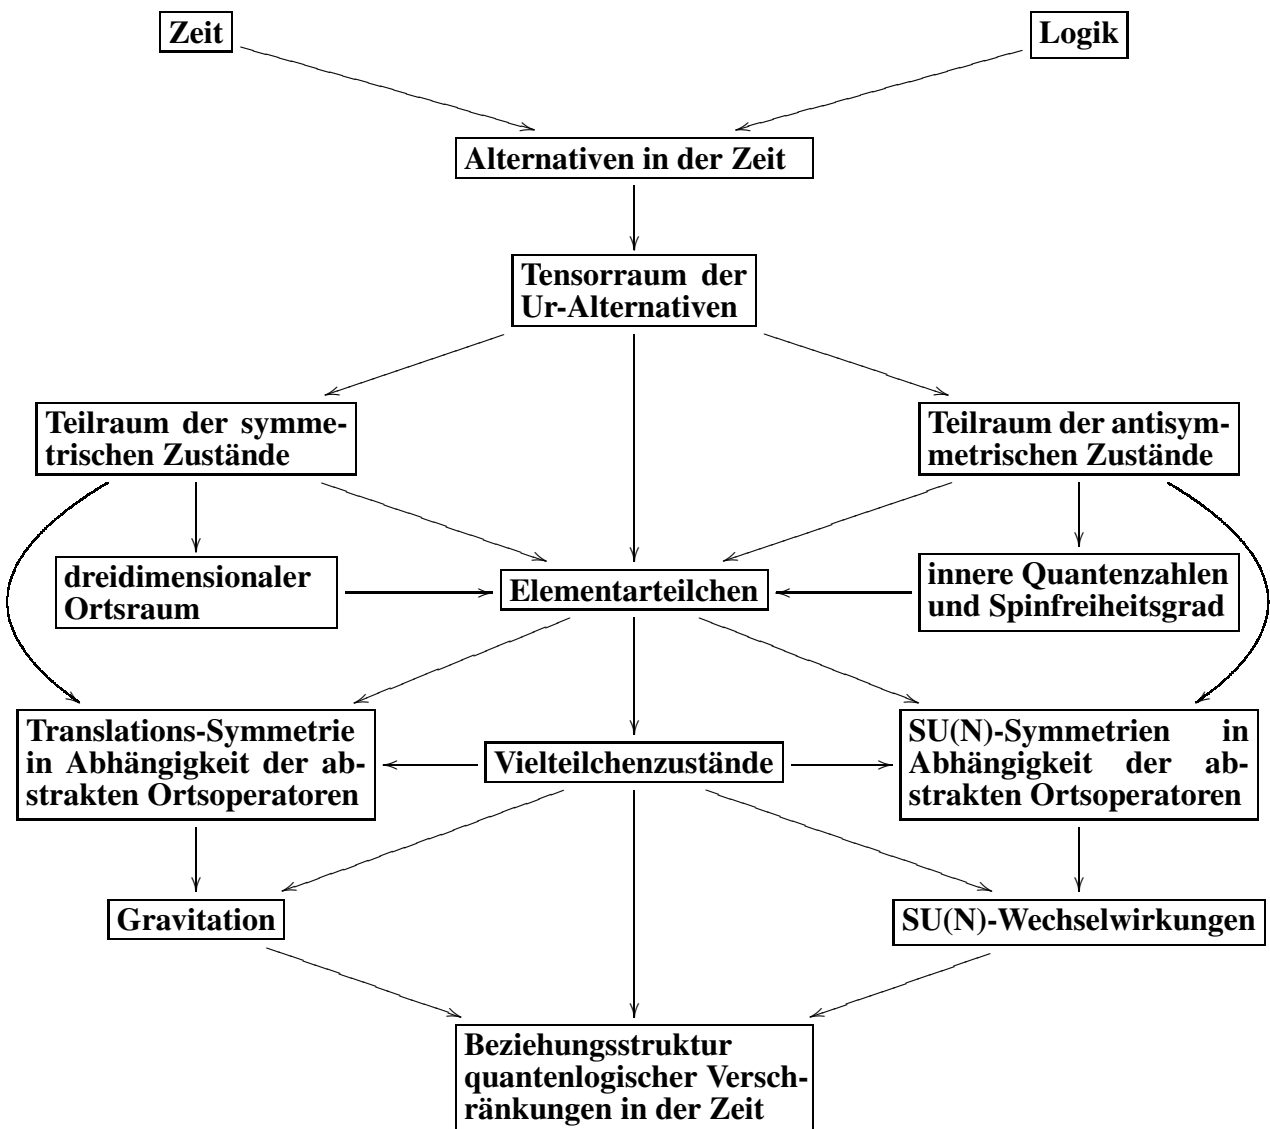 Zeit
Logik
Alternativen in der Zeit
Tensorraum der
Ur-Alternativen
Teilraum der symme-
trischen Zustände
Teilraum der antisym-
metrischen Zustände
dreidimensionaler
Ortsraum
Elementarteilchen
innere Quantenzahlen
und Spinfreiheitsgrad
Translations-Symmetrie
in Abhängigkeit der ab-
strakten Ortsoperatoren
Vielteilchenzustände
SU(N)-Symmetrien in
Abhängigkeit der ab-
strakten Ortsoperatoren
Gravitation
SU(N)-Wechselwirkungen
Beziehungsstruktur
quantenlogischer Versch-
ränkungen in der Zeit